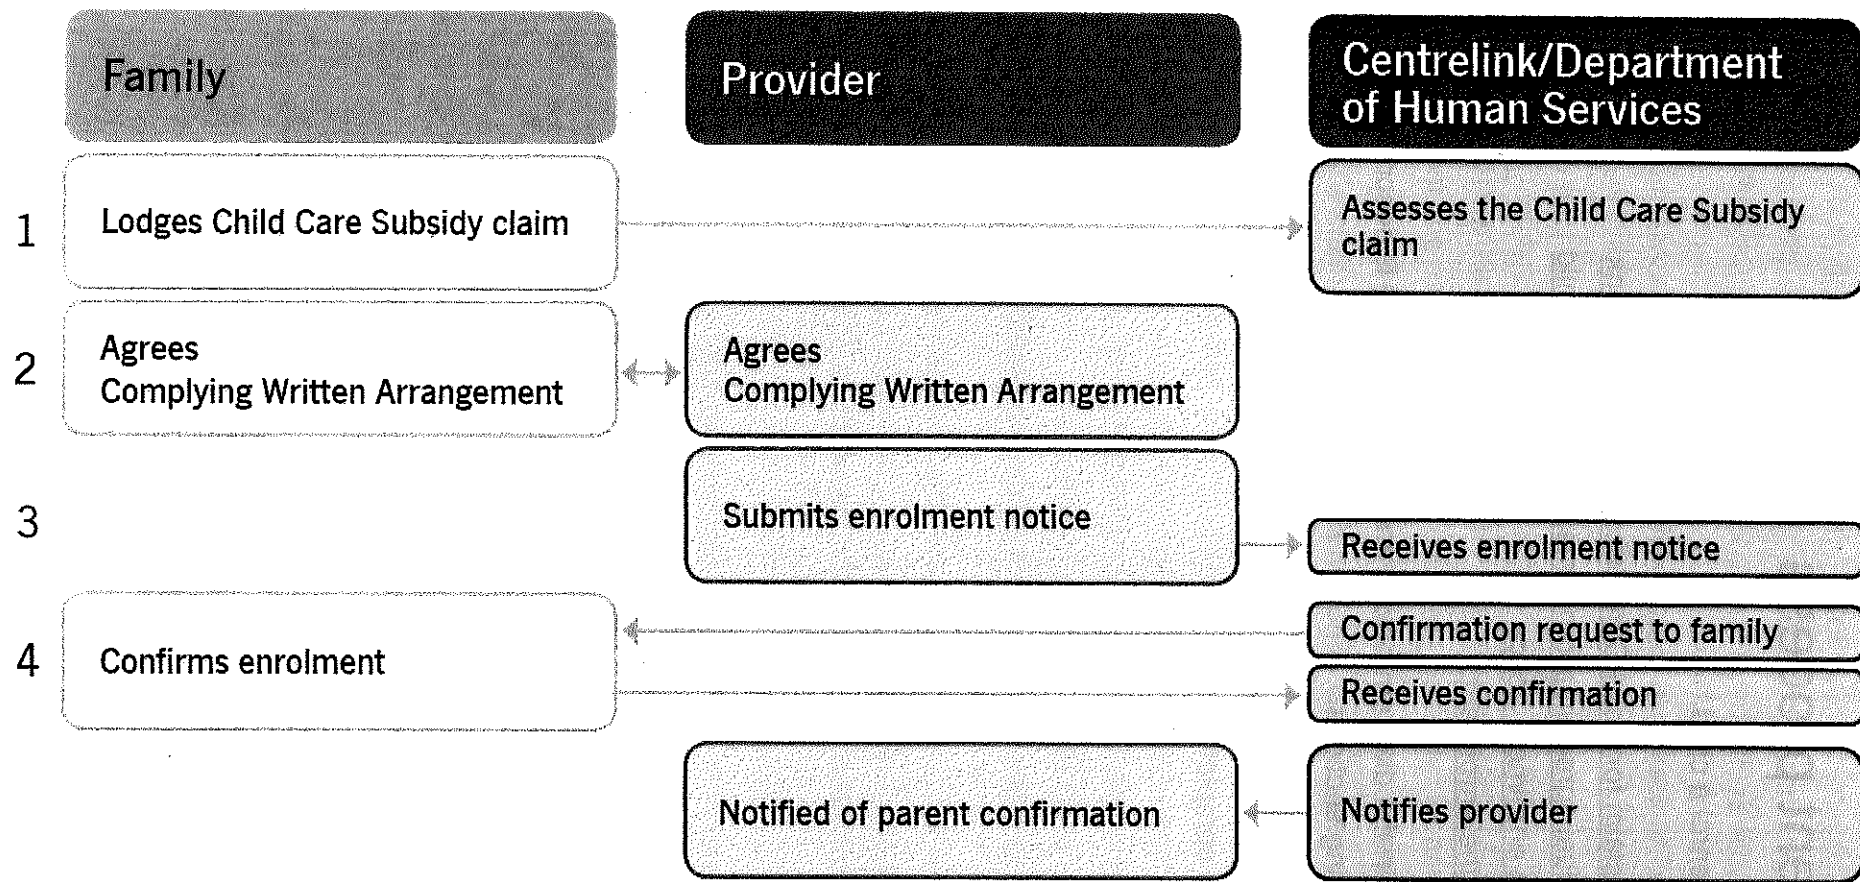 Family
Provider
Centrelink/Department
of Human Services
1
Lodges Child Care Subsidy claim
Assesses the Child Care Subsidy
claim
2
Agrees
Complying Written Arrangement
Agrees
Complying Written Arrangement
3
Submits enrolment notice
Receives enrolment notice
4
Confirms enrolment
Confirmation request to family
Receives confirmation
Notified of parent confirmation
Notifies provider